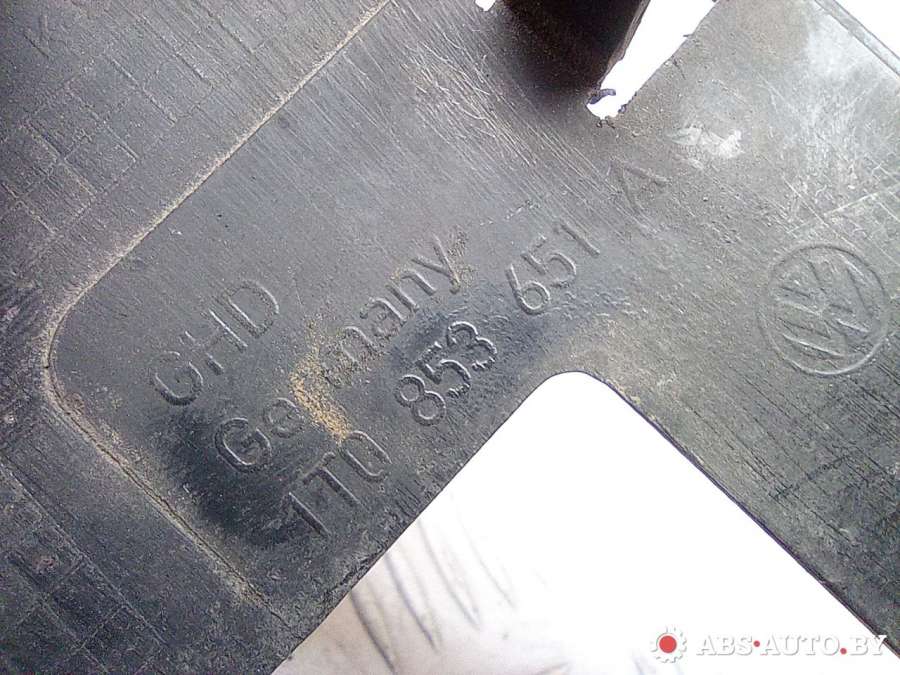 GHD
Germany
1T0 853 651 A
ABS-AUTO.BY